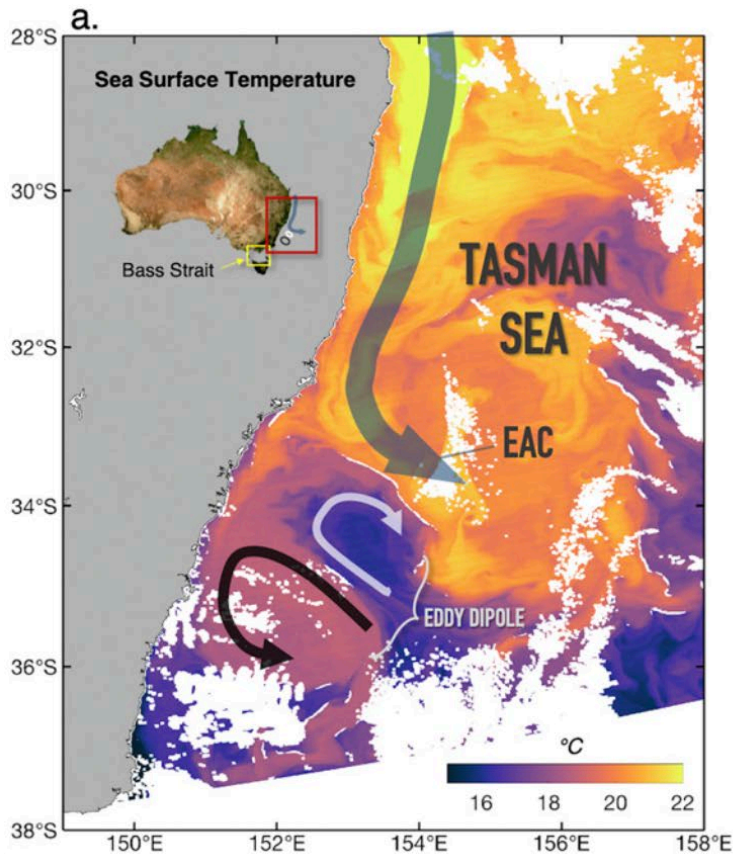 a.
28°S
Sea Surface Temperature
30°S
TASMAN
SEA
Bass Strait
32°S
EAC
34°S
EDDY DIPOLE
36°S
°C
16 18 20 22
38°S
150°E 152°E 154°E 156°E 158°E